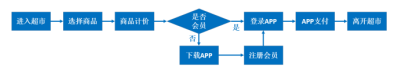 进入超市
选择商品
商品计价
是否
会员
是
登录APP
APP支付
离开超市
否
下载APP
注册会员